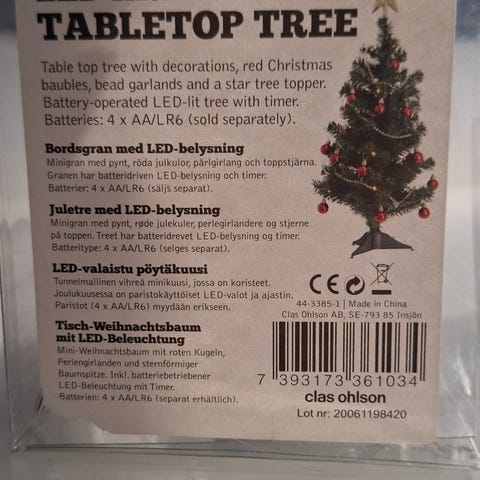 TABLETOP TREE
Table top tree with decorations, red Christmas
baubles, bead garlands and a star tree topper.
Battery-operated LED-lit tree with timer.
Batteries: 4 x AA/LR6 (sold separately).
Bordsgran med LED-belysning
Minigran med pynt, röda julkulor, pärlgirlang och toppstjärna.
Granen har batteridriven LED-belysning och timer.
Batterier: 4 x AA/LR6 (säljs separat).
Juletre med LED-belysning
Minigran med pynt, røde julekuler, perlegirlandere og stjerne
på toppen. Treet har batteridrevet LED-belysning og timer.
Batteritype: 4 x AA/LR6 (selges separat).
LED-valaistu pöytäkuusi
Tunnelmallinen vihreä minikuusi, jossa on koristeet.
Joulukuusessa on paristokäyttöiset LED-valot ja ajastin.
Paristot (4 x AA/LR6) myydään erikseen.
Tisch-Weihnachtsbaum
mit LED-Beleuchtung
Mini-Weihnachtsbaum mit roten Kugeln,
Perlengirlanden und sternförmiger
Baumspitze. Inkl. batteriebetriebener
LED-Beleuchtung mit Timer.
Batterien: 4 x AA/LR6 (separat erhältlich).
CE
44-3385-1 | Made in China
Clas Ohlson AB, SE-793 85 Insjön
7 393173 361034
clas ohlson
Lot nr: 20061198420